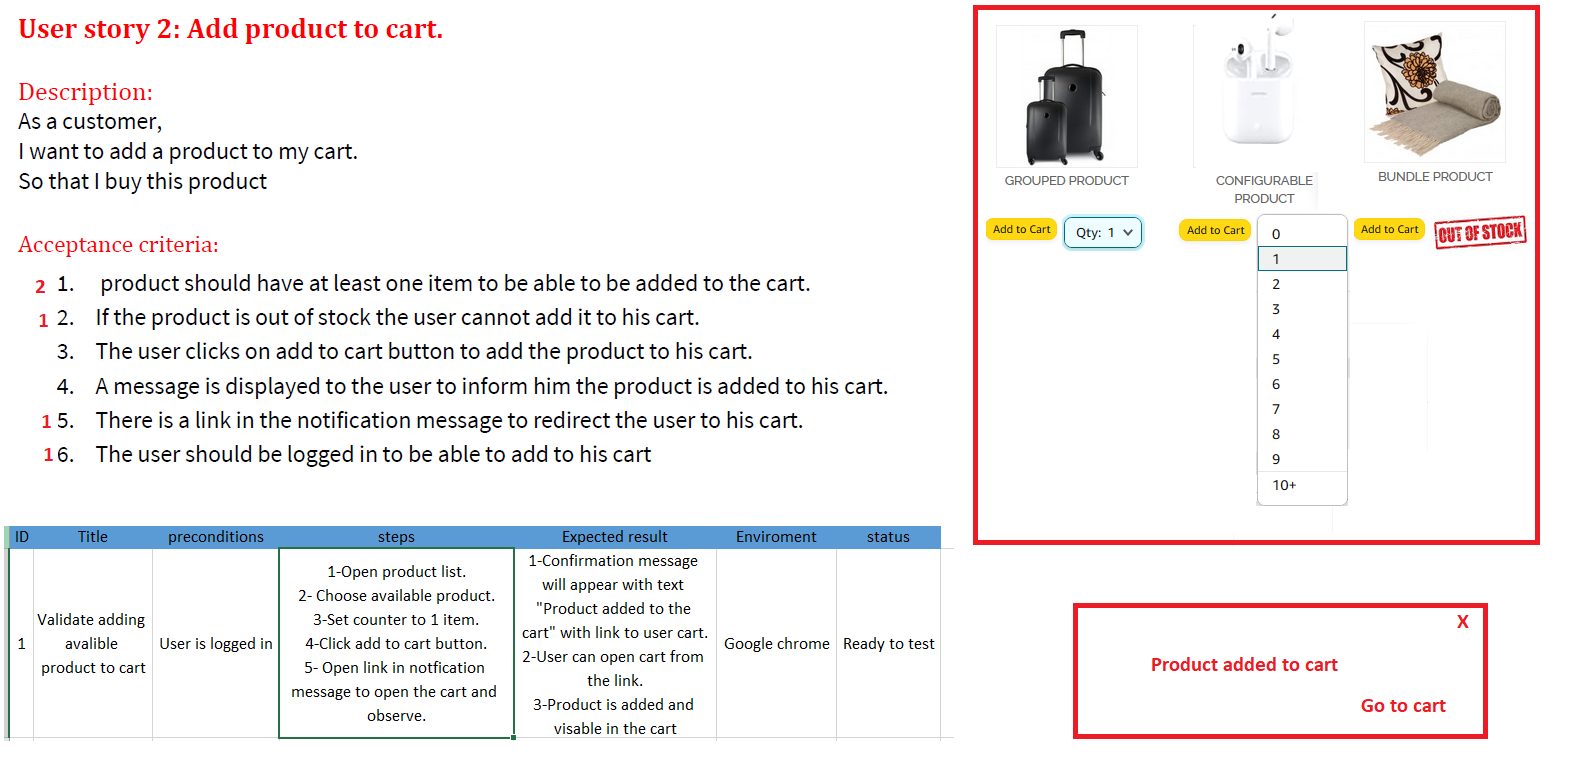 User story 2: Add product to cart.
Description:
As a customer,
I want to add a product to my cart.
So that I buy this product
Acceptance criteria:
2 1. product should have at least one item to be able to be added to the cart.
1 2. If the product is out of stock the user cannot add it to his cart.
3. The user clicks on add to cart button to add the product to his cart.
4. A message is displayed to the user to inform him the product is added to his cart.
1 5. There is a link in the notification message to redirect the user to his cart.
1 6. The user should be logged in to be able to add to his cart
ID Title preconditions steps Expected result Enviroment status
1
Validate adding
avalible
product to cart
User is logged in
1-Open product list.
2- Choose available product.
3-Set counter to 1 item.
4-Click add to cart button.
5- Open link in notfication
message to open the cart and
observe.
1-Confirmation message
will appear with text
"Product added to the
cart" with link to user cart.
2-User can open cart from
the link.
3-Product is added and
visable in the cart
Google chrome
Ready to test
GROUPED PRODUCT
Add to Cart
Qty: 1
CONFIGURABLE
PRODUCT
Add to Cart
0
1
2
3
4
5
6
7
8
9
10+
BUNDLE PRODUCT
Add to Cart
OUT OF STOCK
X
Product added to cart
Go to cart